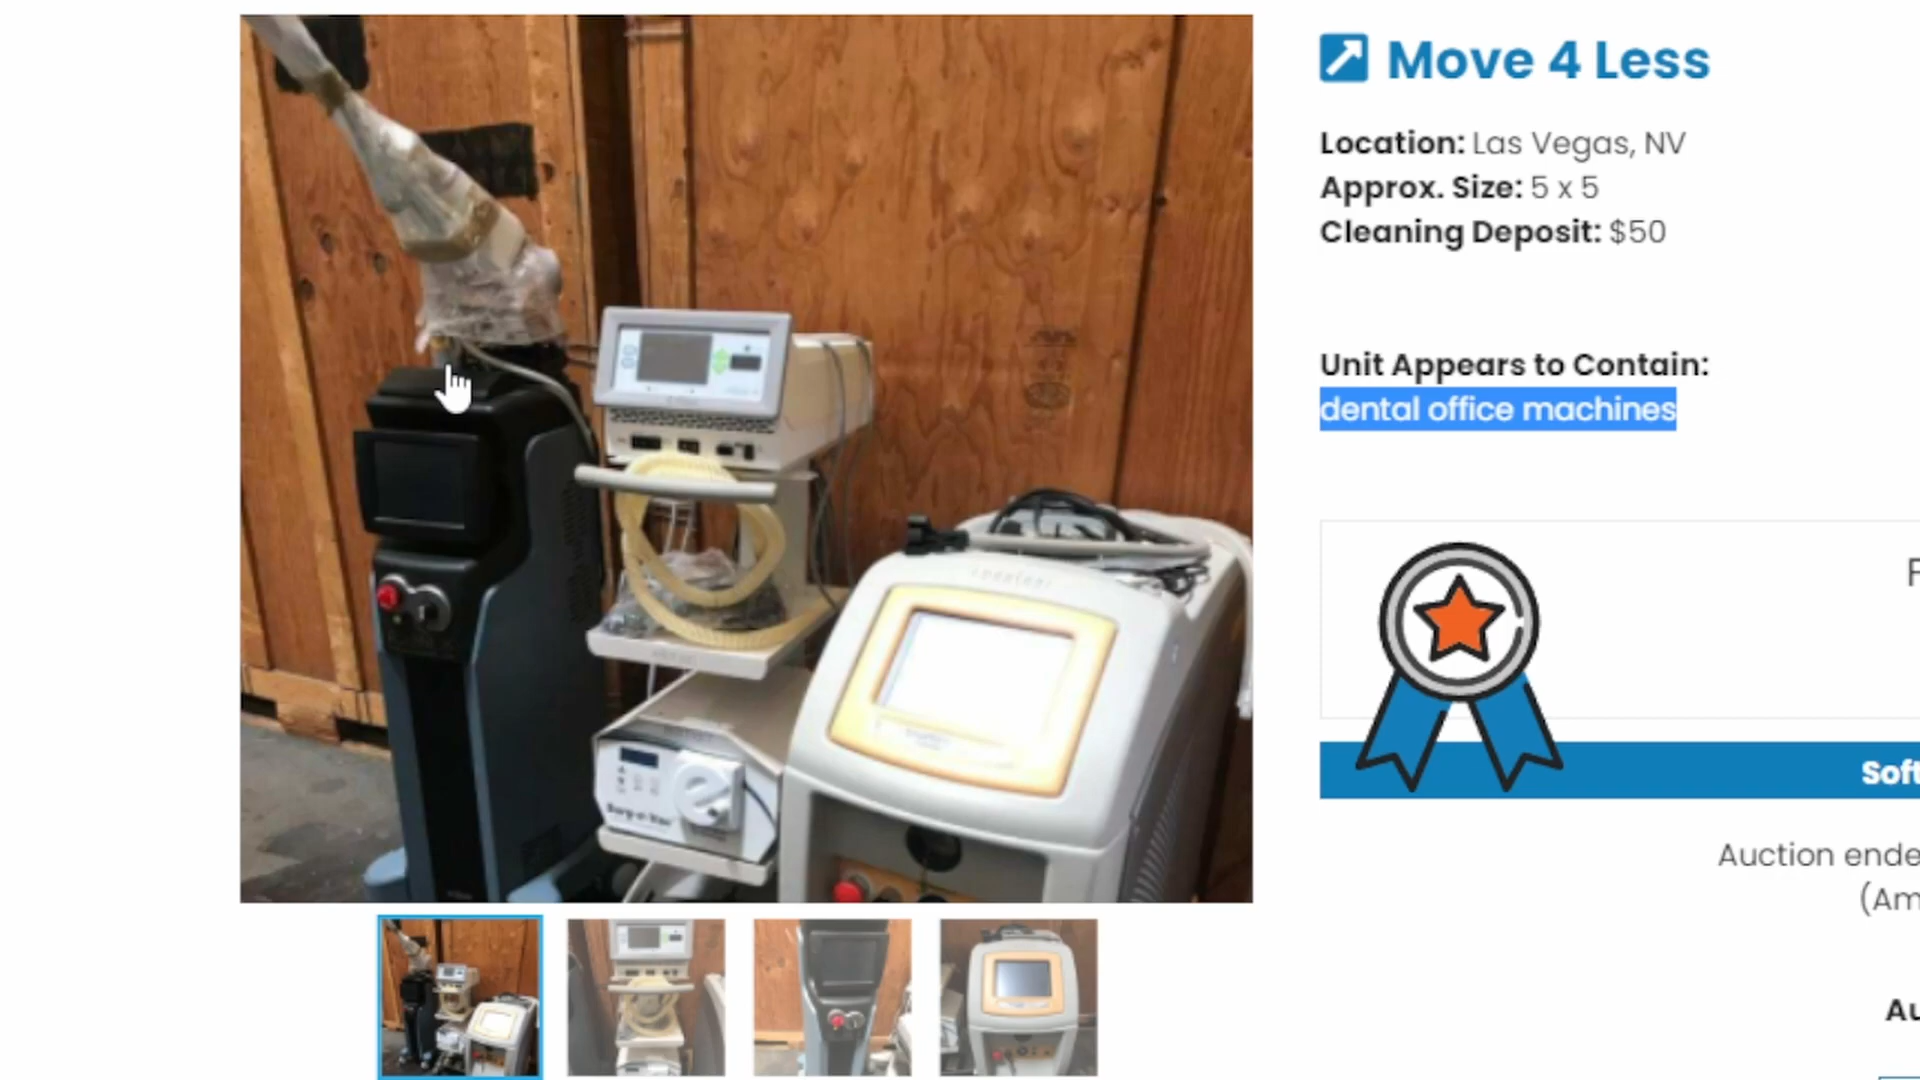 Move 4 Less
Location: Las Vegas, NV
Approx. Size: 5 x 5
Cleaning Deposit: $50
Unit Appears to Contain:
dental office machines
F
Soft
Auction ende
(Am
Au